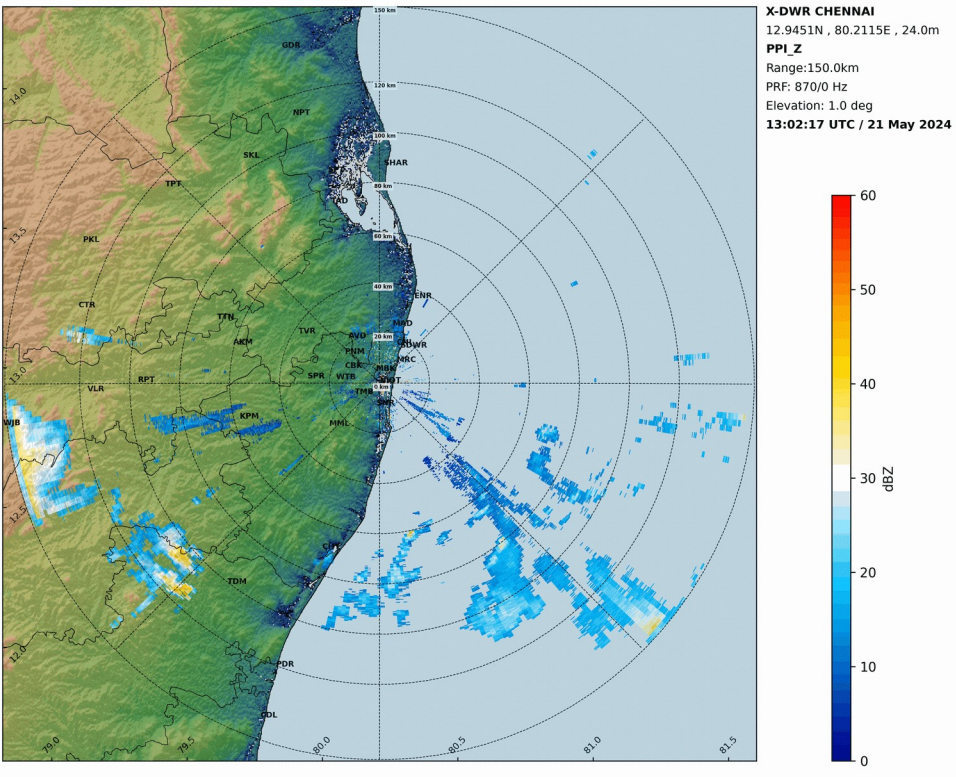 X-DWR CHENNAI
12.9451N , 80.2115E , 24.0m
PPI_Z
Range:150.0km
PRF: 870/0 Hz
Elevation: 1.0 deg
13:02:17 UTC / 21 May 2024
150 km
GDR
120 km
14.0
NPT
100 km
SKL
SHAR
TPT
80 km
TAD
13.5
PKL
60 km
40 km
ENR
CTR
TTN
MAD
TVR
AVD
20 km
AKM
PNM
MRC
CBK
13.0
SPR
WTB
RPT
VLR
0 km
KPM
MML
WJB
12.5
TDM
12.0
PDR
CDL
79.0
79.5
80.0
80.5
81.0
81.5
60
50
40
30
20
10
0
dBZ